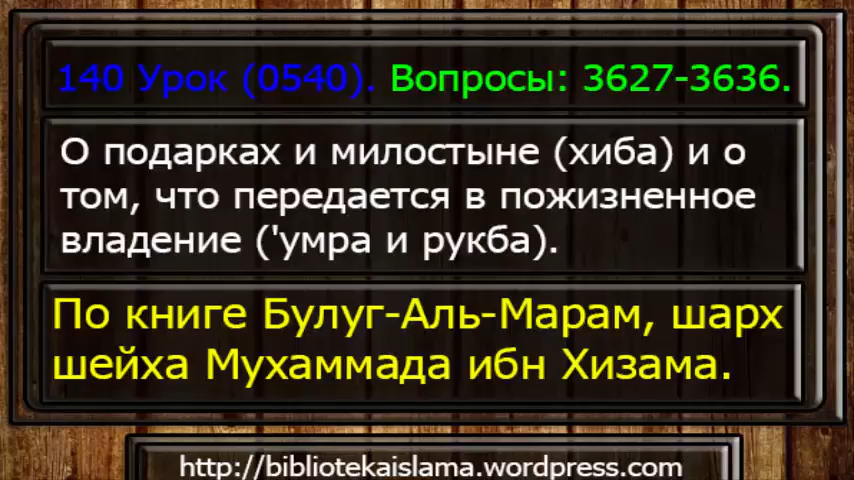 140 Урок (0540). Вопросы: 3627-3636.
О подарках и милостыне (хиба) и о
том, что передается в пожизненное
владение ('умра и рукба).
По книге Булуг-Аль-Марам, шарх
шейха Мухаммада ибн Хизама.
http://bibliotekaislama.wordpress.com